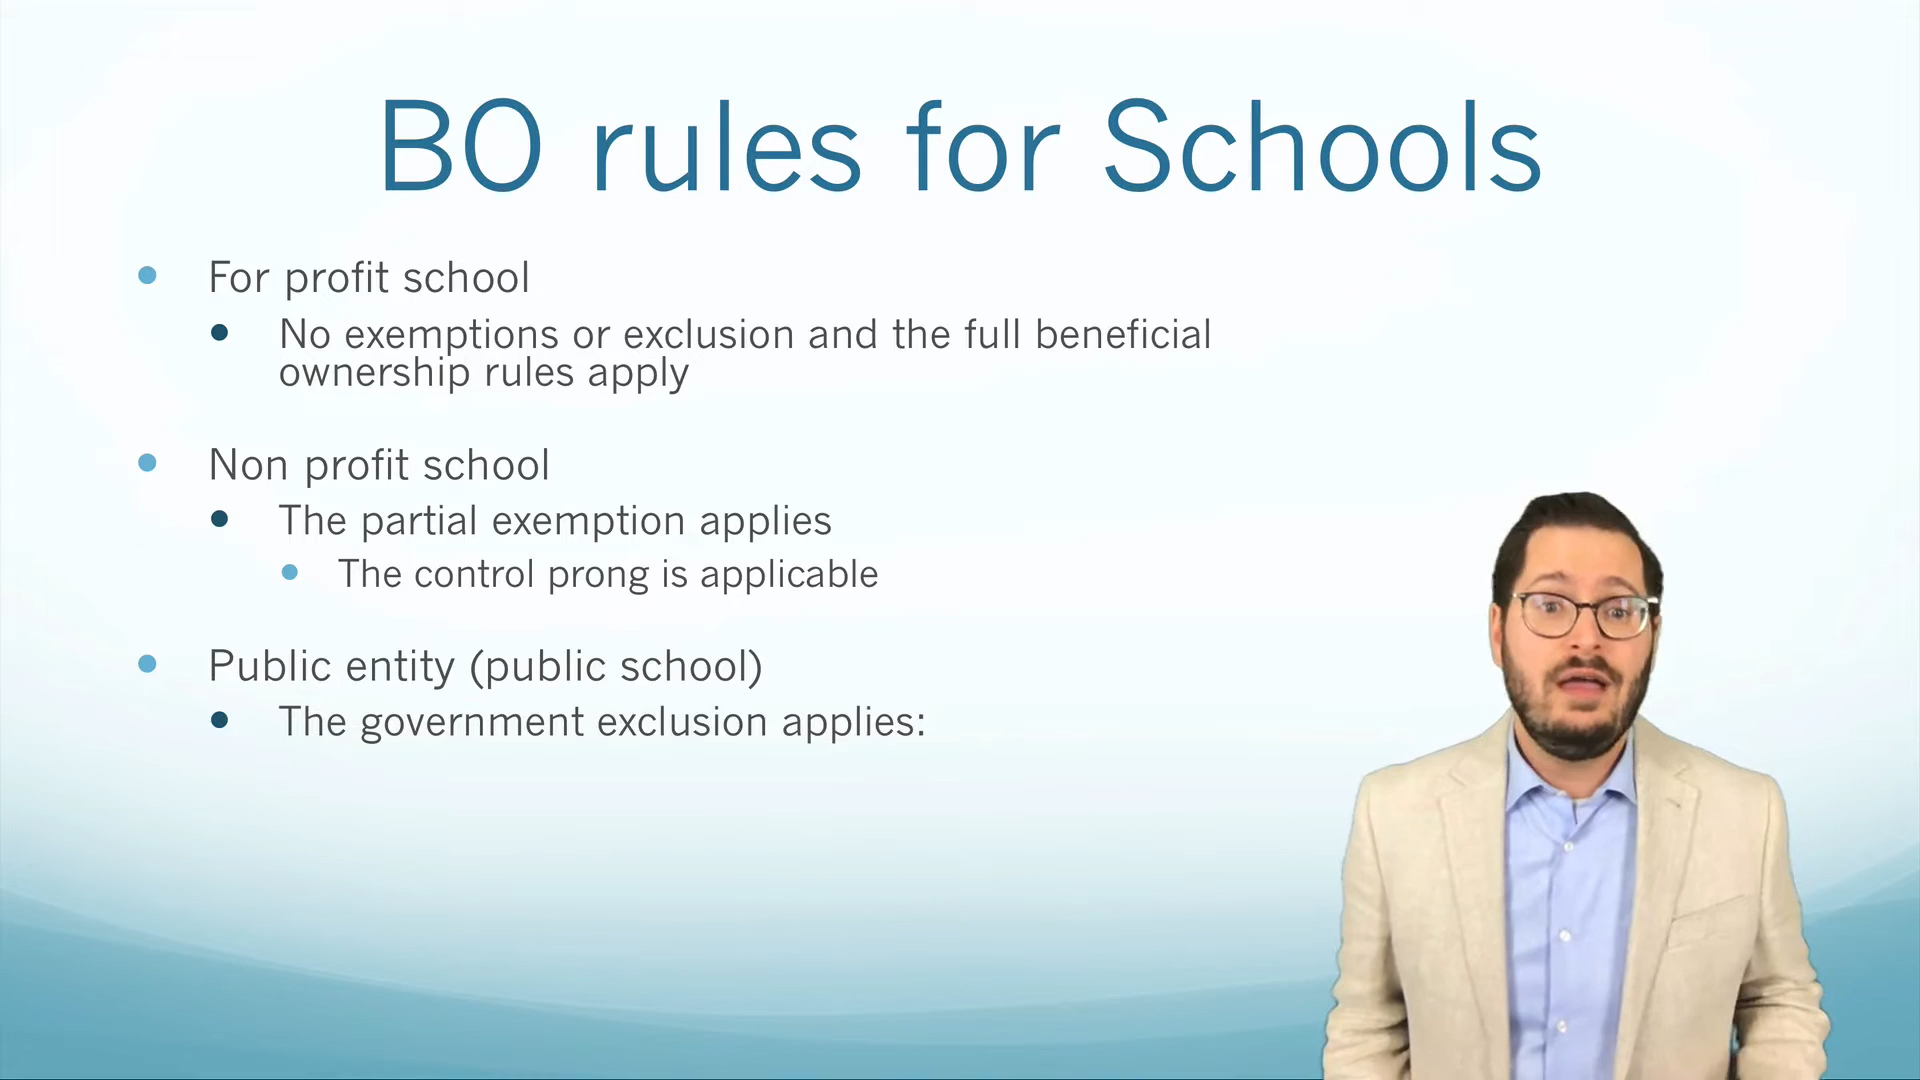 BO rules for Schools
For profit school
No exemptions or exclusion and the full beneficial
ownership rules apply
Non profit school
The partial exemption applies
The control prong is applicable
Public entity (public school)
The government exclusion applies: